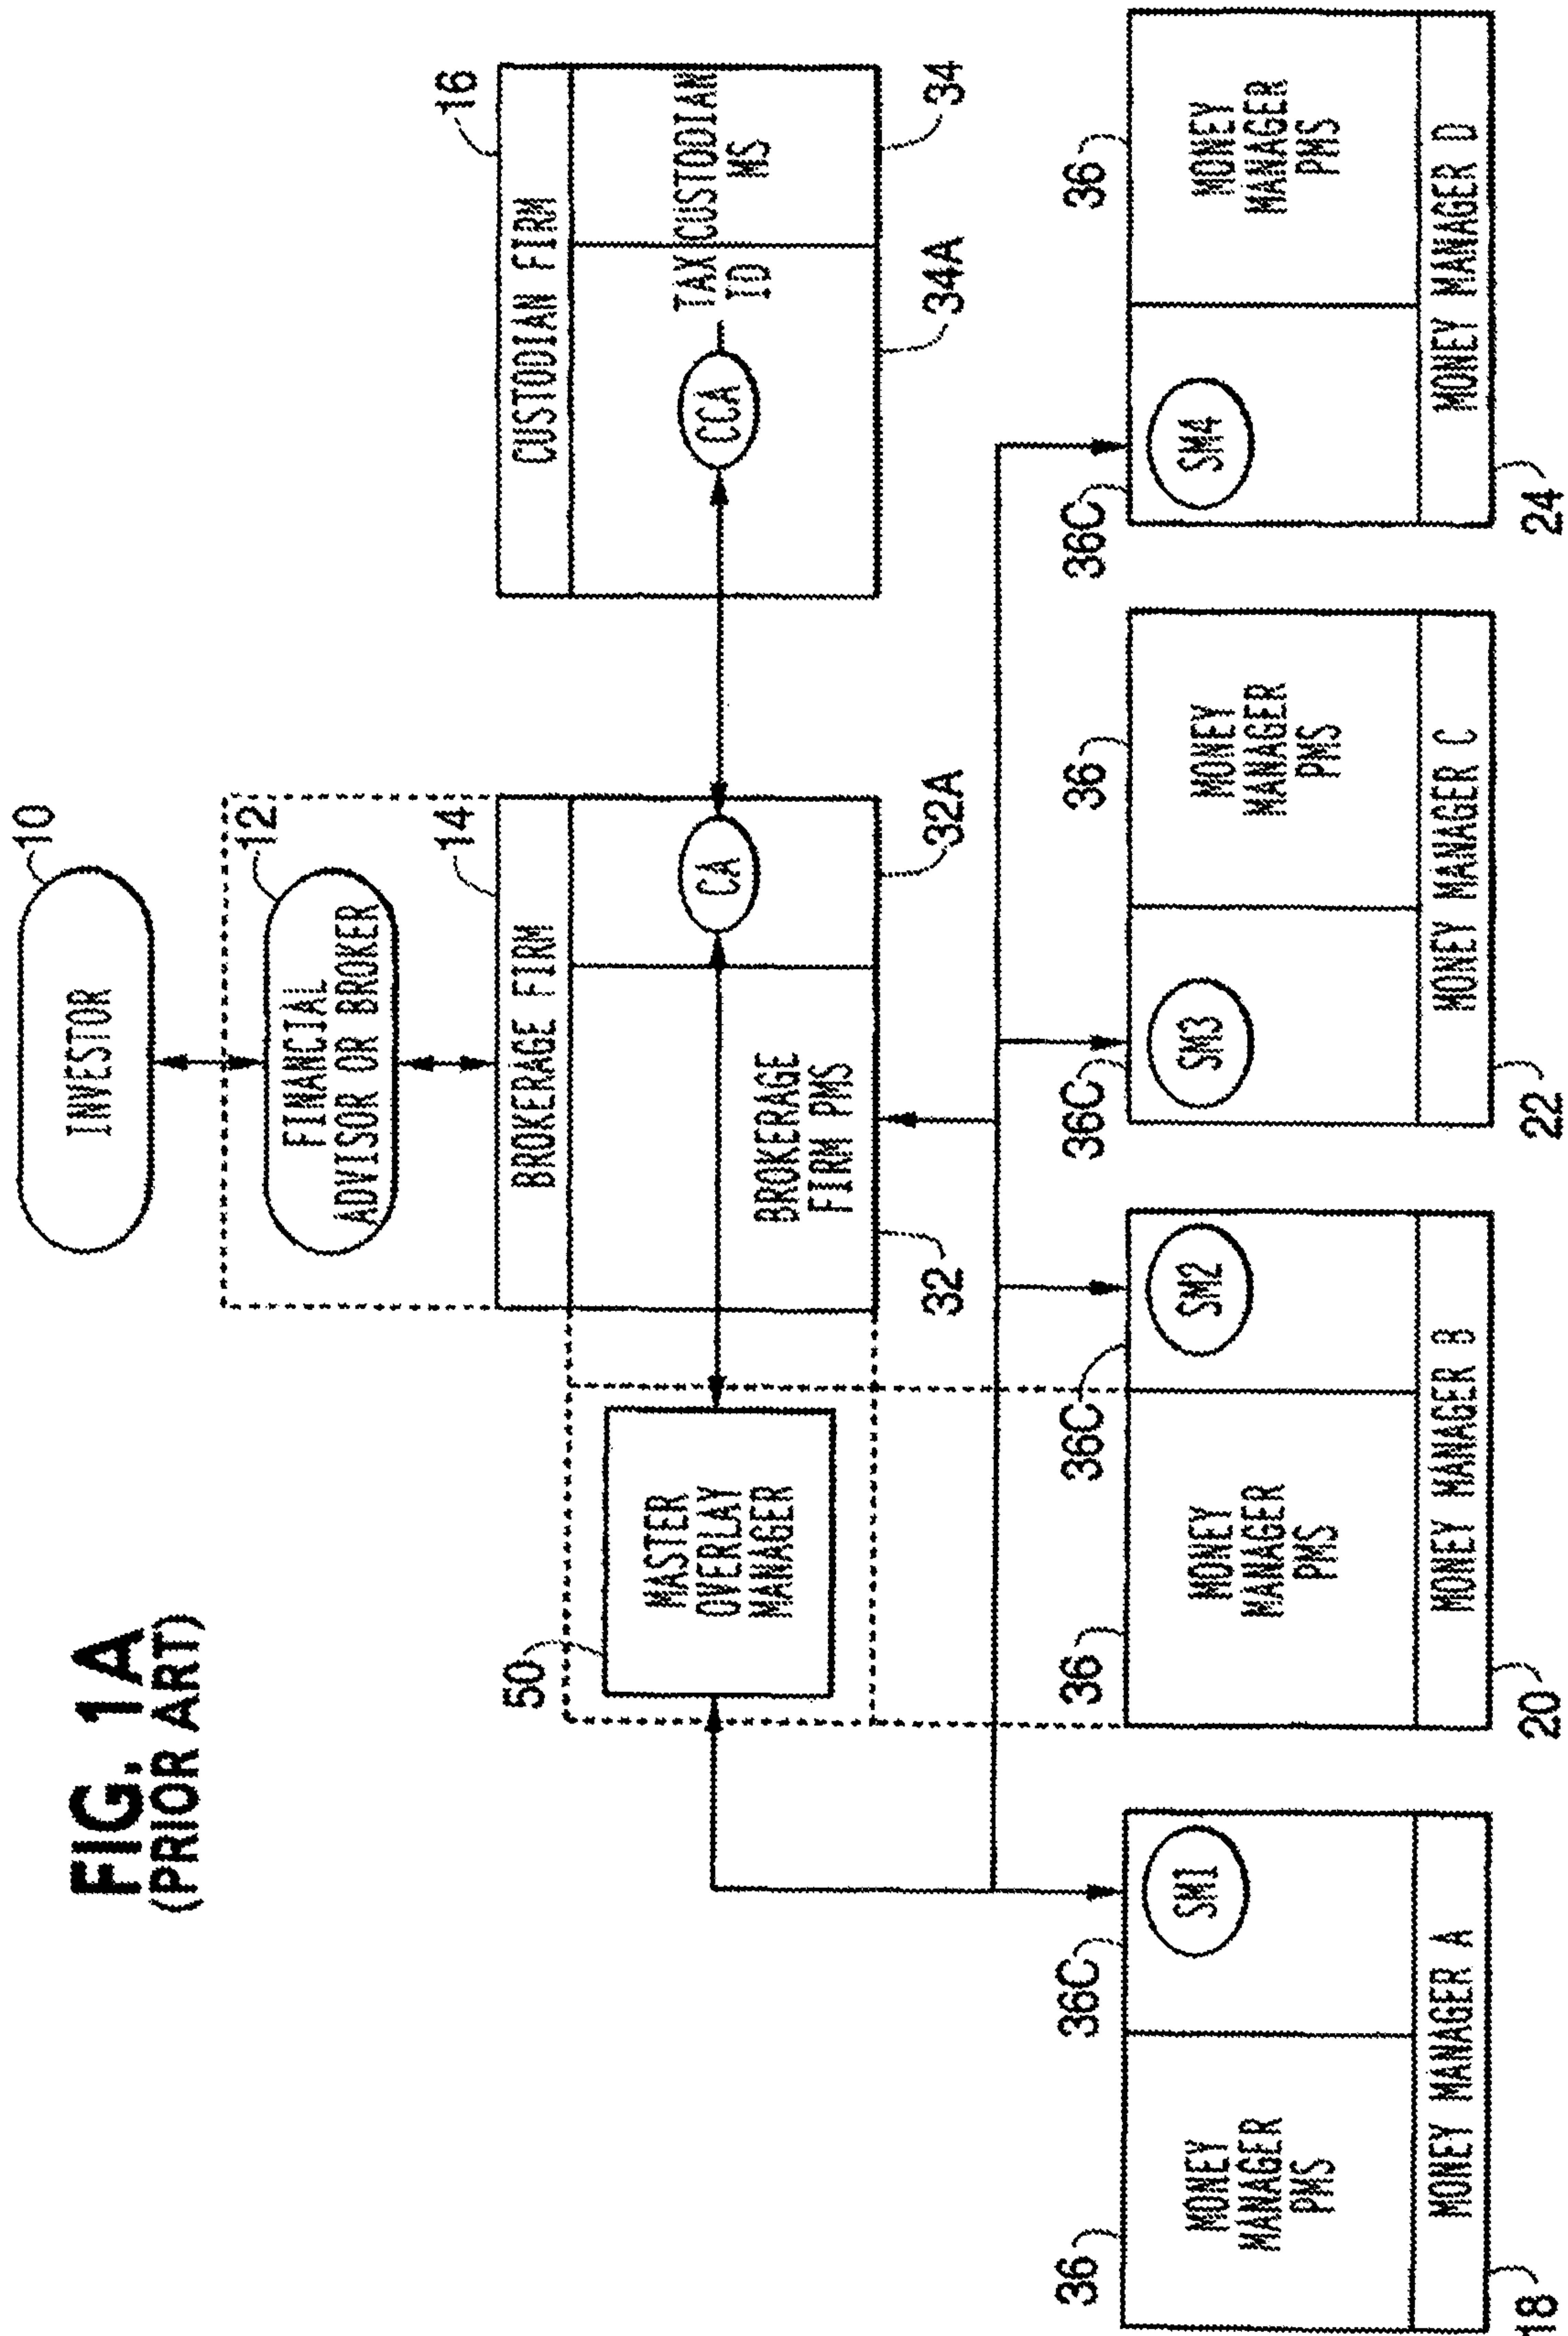 FIG. 1A
(PRIOR ART)
INVESTOR
10
FINANCIAL
ADVISOR OR BROKER
12
14
BROKERAGE FIRM
CA
BROKERAGE
FIRM PMS
32
32A
16
CUSTODIAN FIRM
CCA
TAX
ID
CUSTODIAN
MS
34A
34
50
MASTER
OVERLAY
MANAGER
36
36C
MONEY
MANAGER
PMS
SM1
MONEY MANAGER A
18
36
36C
MONEY
MANAGER
PMS
SM2
MONEY MANAGER B
20
36C
36
SM3
MONEY
MANAGER
PMS
MONEY MANAGER C
22
36C
36
SM4
MONEY
MANAGER
PMS
MONEY MANAGER D
24